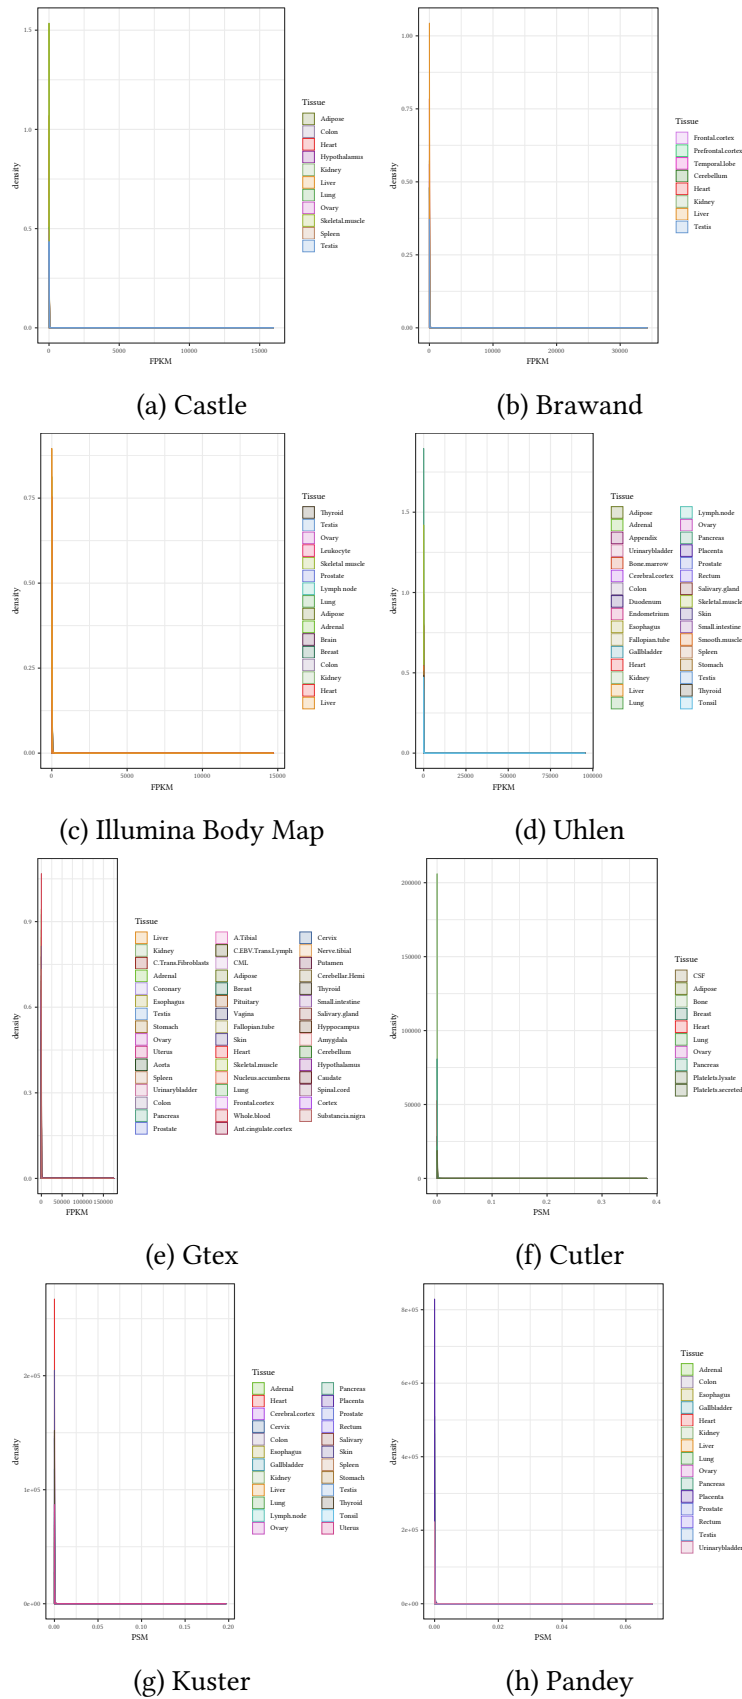 1.5
1.0
0.5
0.0
density
0
5000
10000
15000
FPKM
Tissue
Adipose
Colon
Heart
Hypothalamus
Kidney
Liver
Lung
Ovary
Skeletal.muscle
Spleen
Testis
(a) Castle
1.00
0.75
0.50
0.25
0.00
density
0
10000
20000
30000
FPKM
Tissue
Frontal.cortex
Prefrontal.cortex
Temporal.lobe
Cerebellum
Heart
Kidney
Liver
Testis
(b) Brawand
0.75
0.50
0.25
0.00
density
0
5000
10000
15000
FPKM
Tissue
Thyroid
Testis
Ovary
Leukocyte
Skeletal muscle
Prostate
Lymph node
Lung
Adipose
Adrenal
Brain
Breast
Colon
Kidney
Heart
Liver
(c) Illumina Body Map
1.5
1.0
0.5
0.0
density
0
25000
50000
75000
100000
FPKM
Tissue
Adipose
Adrenal
Appendix
Urinarybladder
Bone.marrow
Cerebral.cortex
Colon
Duodenum
Endometrium
Esophagus
Fallopian.tube
Gallbladder
Heart
Kidney
Liver
Lung
Lymph.node
Ovary
Pancreas
Placenta
Prostate
Rectum
Salivary.gland
Skeletal.muscle
Skin
Small.intestine
Smooth.muscle
Spleen
Stomach
Testis
Thyroid
Tonsil
(d) Uhlen
0.9
0.6
0.3
0.0
density
0
50000
100000
150000
FPKM
Tissue
Liver
Kidney
C.Trans.Fibroblasts
Adrenal
Coronary
Esophagus
Testis
Stomach
Ovary
Uterus
Aorta
Spleen
Urinarybladder
Colon
Pancreas
Prostate
A.Tibial
C.EBV.Trans.Lymph
CML
Adipose
Breast
Pituitary
Vagina
Fallopian.tube
Skin
Heart
Skeletal.muscle
Nucleus.accumbens
Lung
Frontal.cortex
Whole.blood
Ant.cingulate.cortex
Cervix
Nerve.tibial
Putamen
Cerebellar.Hemi
Thyroid
Small.intestine
Salivary.gland
Hyppocampus
Amygdala
Cerebellum
Hypothalamus
Caudate
Spinal.cord
Cortex
Substancia.nigra
(e) Gtex
200000
150000
100000
50000
0
density
0.0
0.1
0.2
0.3
0.4
PSM
Tissue
CSF
Adipose
Bone
Breast
Heart
Lung
Ovary
Pancreas
Platelets.lysate
Platelets.secreted
(f) Cutler
2e+05
1e+05
0e+00
density
0.00
0.05
0.10
0.15
0.20
PSM
Tissue
Adrenal
Heart
Cerebral.cortex
Cervix
Colon
Esophagus
Gallbladder
Kidney
Liver
Lung
Lymph.node
Ovary
Pancreas
Placenta
Prostate
Rectum
Salivary
Skin
Spleen
Stomach
Testis
Thyroid
Tonsil
Uterus
(g) Kuster
8e+05
6e+05
4e+05
2e+05
0e+00
density
0.00
0.02
0.04
0.06
PSM
Tissue
Adrenal
Colon
Esophagus
Gallbladder
Heart
Kidney
Liver
Lung
Ovary
Pancreas
Placenta
Prostate
Rectum
Testis
Urinarybladder
(h) Pandey